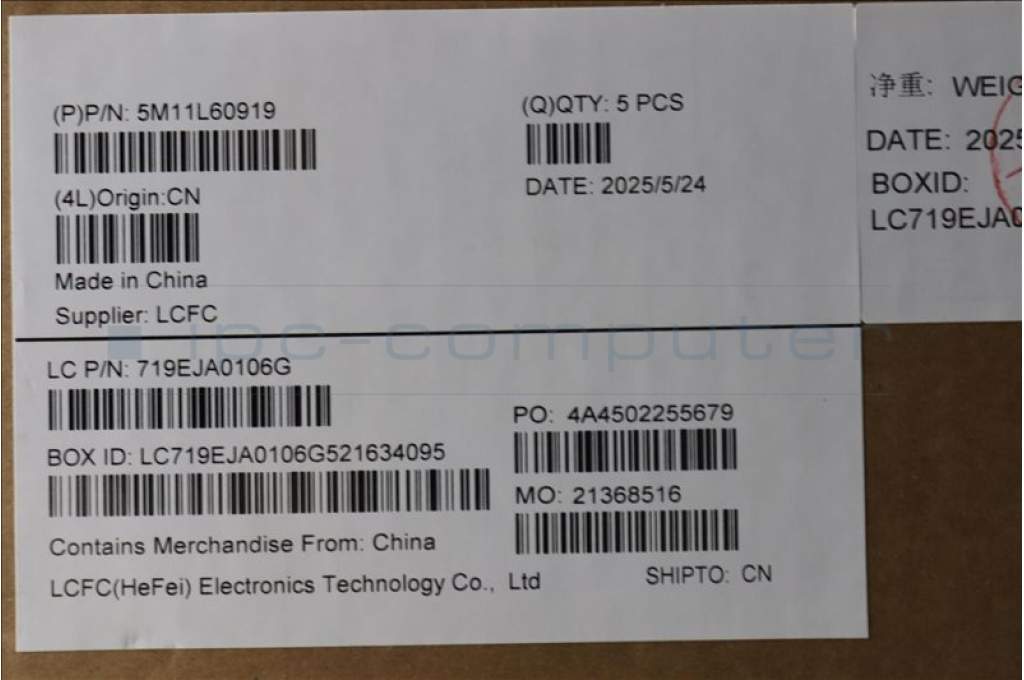 (P)P/N: 5M11L60919
(Q)QTY: 5 PCS
(4L)Origin:CN
DATE: 2025/5/24
Made in China
Supplier: LCFC
ipc-computer
LC P/N: 719EJA0106G
PO: 4A4502255679
BOX ID: LC719EJA0106G521634095
MO: 21368516
Contains Merchandise From: China
LCFC(HeFei) Electronics Technology Co., Ltd
SHIPTO: CN
净重: WEIG
DATE: 2025
BOXID:
LC719EJA0